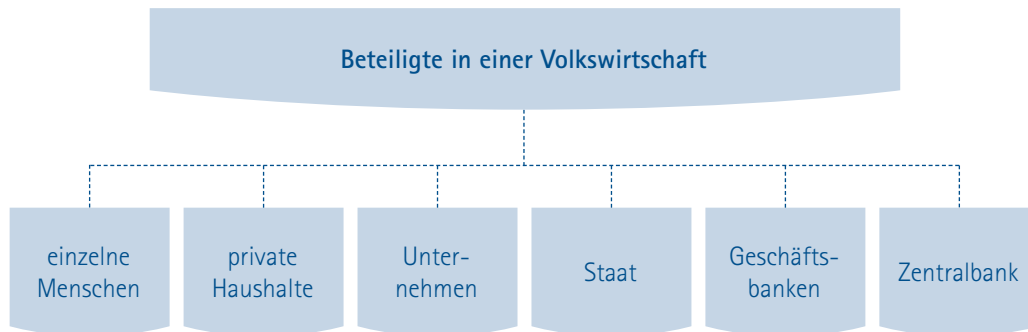 Beteiligte in einer Volkswirtschaft
einzelne
Menschen
private
Haushalte
Unter-
nehmen
Staat
Geschäfts-
banken
Zentralbank